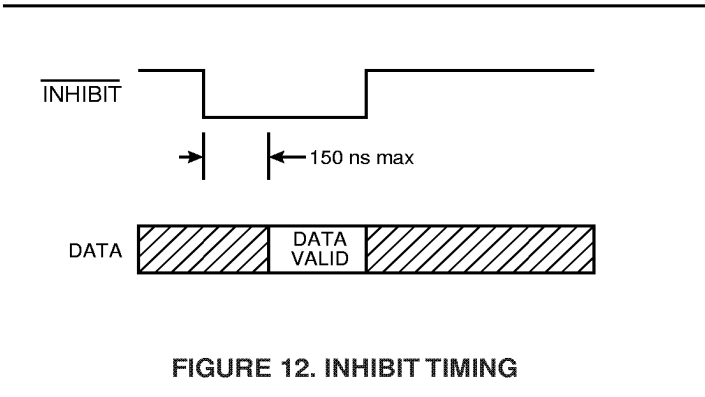 INHIBIT
150 ns max
DATA
DATA
VALID
FIGURE 12. INHIBIT TIMING